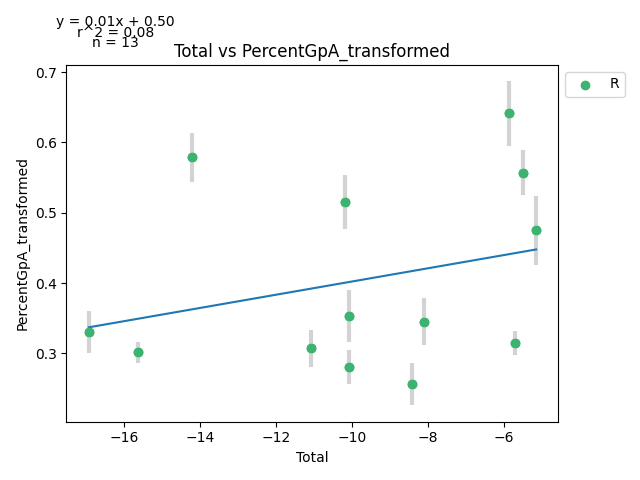 y = 0.01x + 0.50
r^2 = 0.08
n = 13
Total vs PercentGpA_transformed
R
PercentGpA_transformed
0.7
0.6
0.5
0.4
0.3
−16
−14
−12
−10
−8
−6
Total